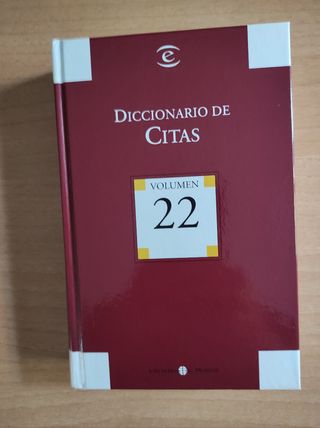 DICCIONARIO DE
CITAS
VOLUMEN
22